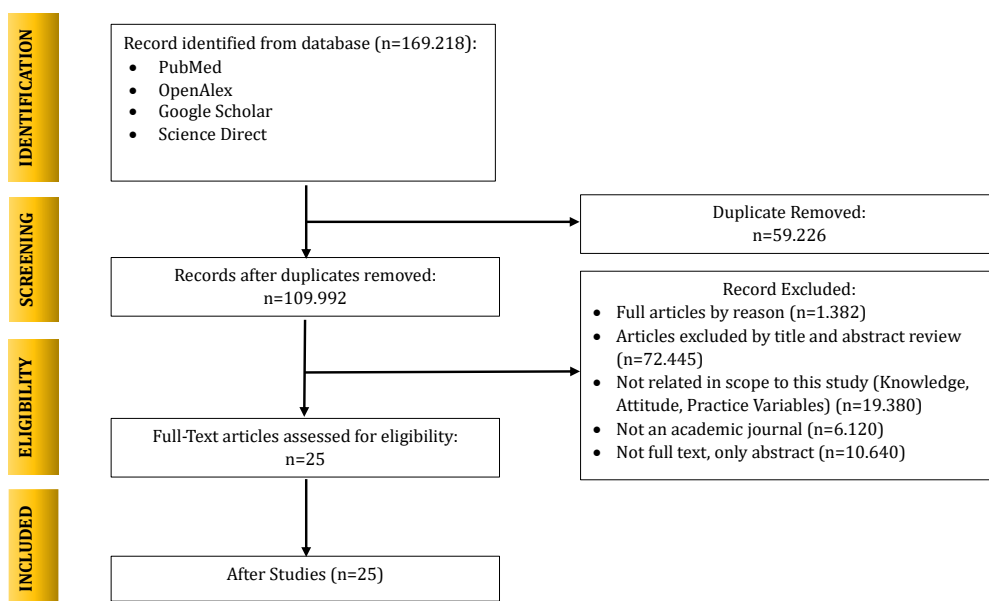 IDENTIFICATION
Record identified from database (n=169.218):
• PubMed
• OpenAlex
• Google Scholar
• Science Direct
SCREENING
Duplicate Removed:
n=59.226
Records after duplicates removed:
n=109.992
Record Excluded:
• Full articles by reason (n=1.382)
• Articles excluded by title and abstract review
(n=72.445)
• Not related in scope to this study (Knowledge,
Attitude, Practice Variables) (n=19.380)
• Not an academic journal (n=6.120)
• Not full text, only abstract (n=10.640)
ELIGIBILITY
Full-Text articles assessed for eligibility:
n=25
INCLUDED
After Studies (n=25)